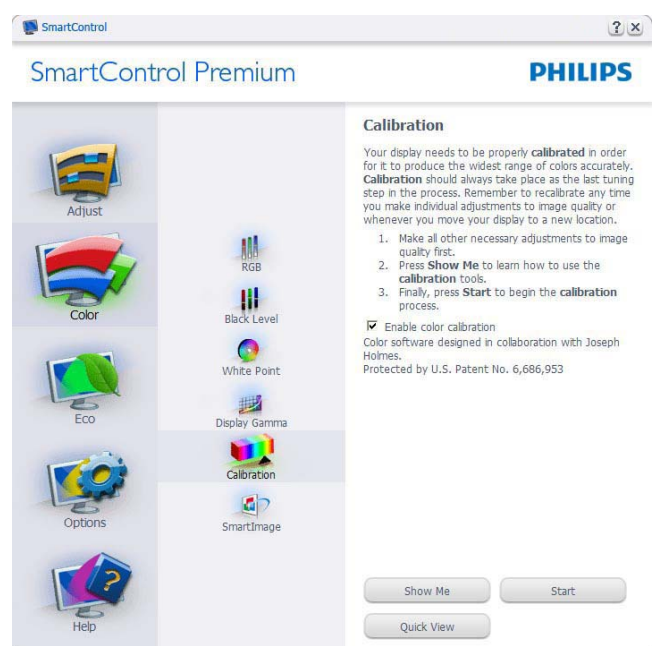 SmartControl
? x
SmartControl Premium
PHILIPS
Adjust
Color
Eco
Options
Help
RGB
Black Level
White Point
Display Gamma
Calibration
SmartImage
Calibration
Your display needs to be properly calibrated in order
for it to produce the widest range of colors accurately.
Calibration should always take place as the last tuning
step in the process. Remember to recalibrate any time
you make individual adjustments to image quality or
whenever you move your display to a new location.
1. Make all other necessary adjustments to image
quality first.
2. Press Show Me to learn how to use the
calibration tools.
3. Finally, press Start to begin the calibration
process.
Enable color calibration
Color software designed in collaboration with Joseph
Holmes.
Protected by U.S. Patent No. 6,686,953
Show Me
Start
Quick View